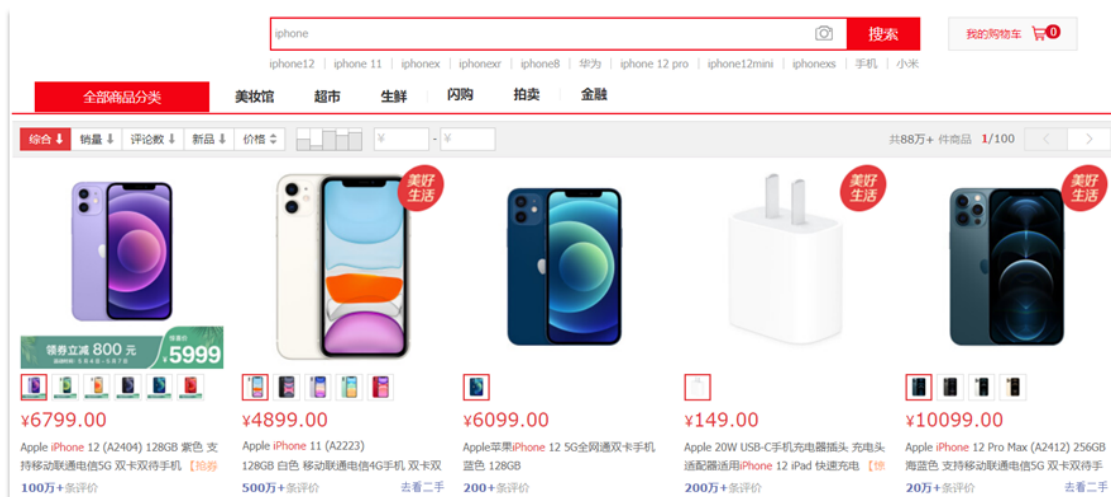 iphone
搜索
我的购物车 0
iphone12 | iphone 11 | iphonex | iphonexr | iphone8 | 华为 | iphone 12 pro | iphone12mini | iphonexs | 手机 | 小米
全部商品分类 美妆馆 超市 生鲜 闪购 拍卖 金融
综合 销量 评论数 新品 价格 ¥ - ¥ 共88万+ 件商品 1/100 < >
美好
生活
美好
生活
美好
生活
领券立减 800 元
¥5999
¥6799.00
Apple iPhone 12 (A2404) 128GB 紫色 支
持移动联通电信5G 双卡双待手机 【抢券
100万+条评价
¥4899.00
Apple iPhone 11 (A2223)
128GB 白色 移动联通电信4G手机 双卡双
500万+条评价 去看二手
¥6099.00
Apple苹果iPhone 12 5G全网通双卡手机
蓝色 128GB
200+条评价
¥149.00
Apple 20W USB-C手机充电器插头 充电头
适配器适用iPhone 12 iPad 快速充电 【惊
200万+条评价
¥10099.00
Apple iPhone 12 Pro Max (A2412) 256GB
海蓝色 支持移动联通电信5G 双卡双待手
20万+条评价 去看二手